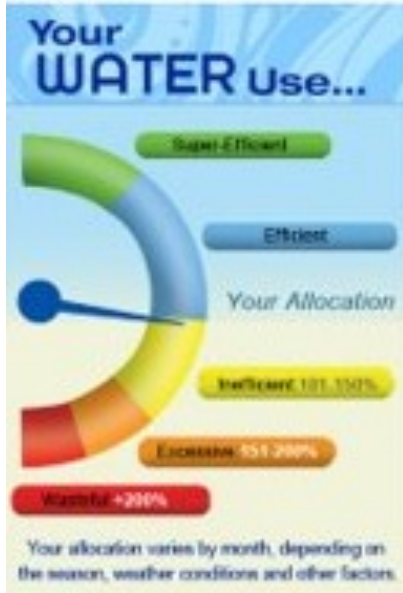 Your
WATER Use...
Super-Efficient
Efficient
Your Allocation
Inefficient 101-150%
Excessive 151-200%
Wasteful +200%
Your allocation varies by month, depending on
the season, weather conditions and other factors.